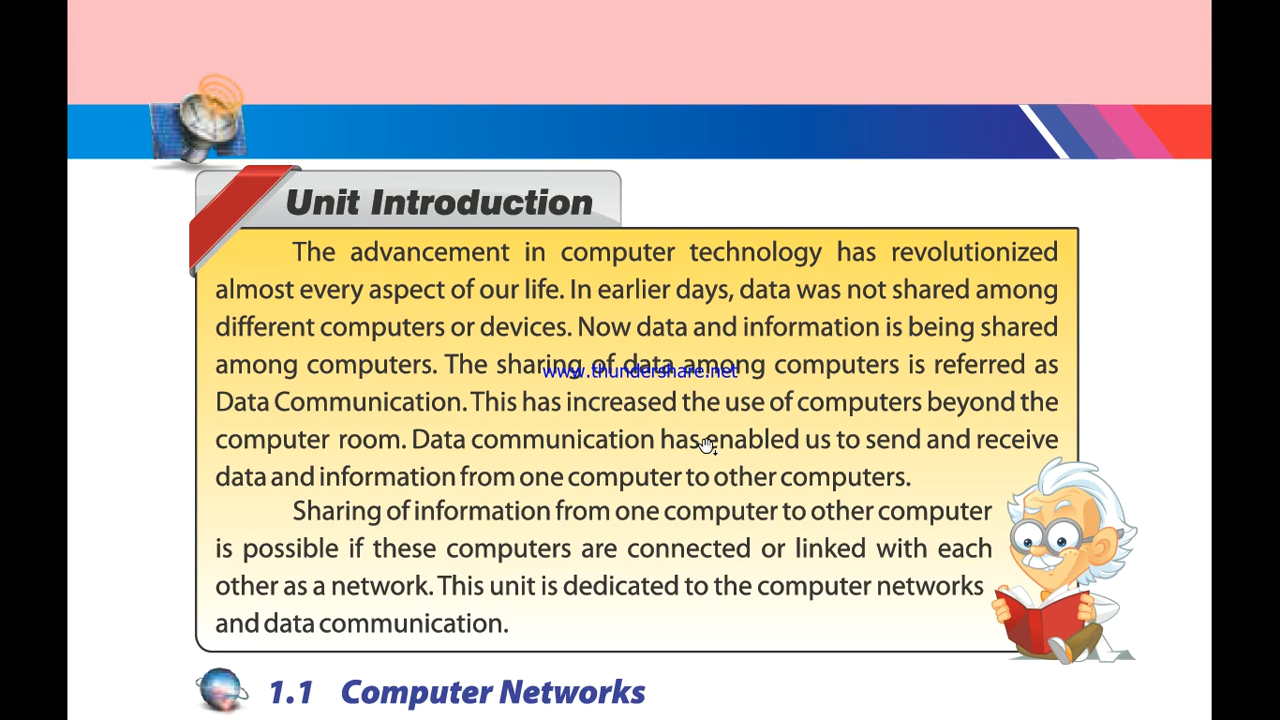 Unit Introduction
The advancement in computer technology has revolutionized
almost every aspect of our life. In earlier days, data was not shared among
different computers or devices. Now data and information is being shared
among computers. The sharing of data among computers is referred as
www.thundershare.net
Data Communication. This has increased the use of computers beyond the
computer room. Data communication has enabled us to send and receive
data and information from one computer to other computers.
Sharing of information from one computer to other computer
is possible if these computers are connected or linked with each
other as a network. This unit is dedicated to the computer networks
and data communication.
1.1 Computer Networks